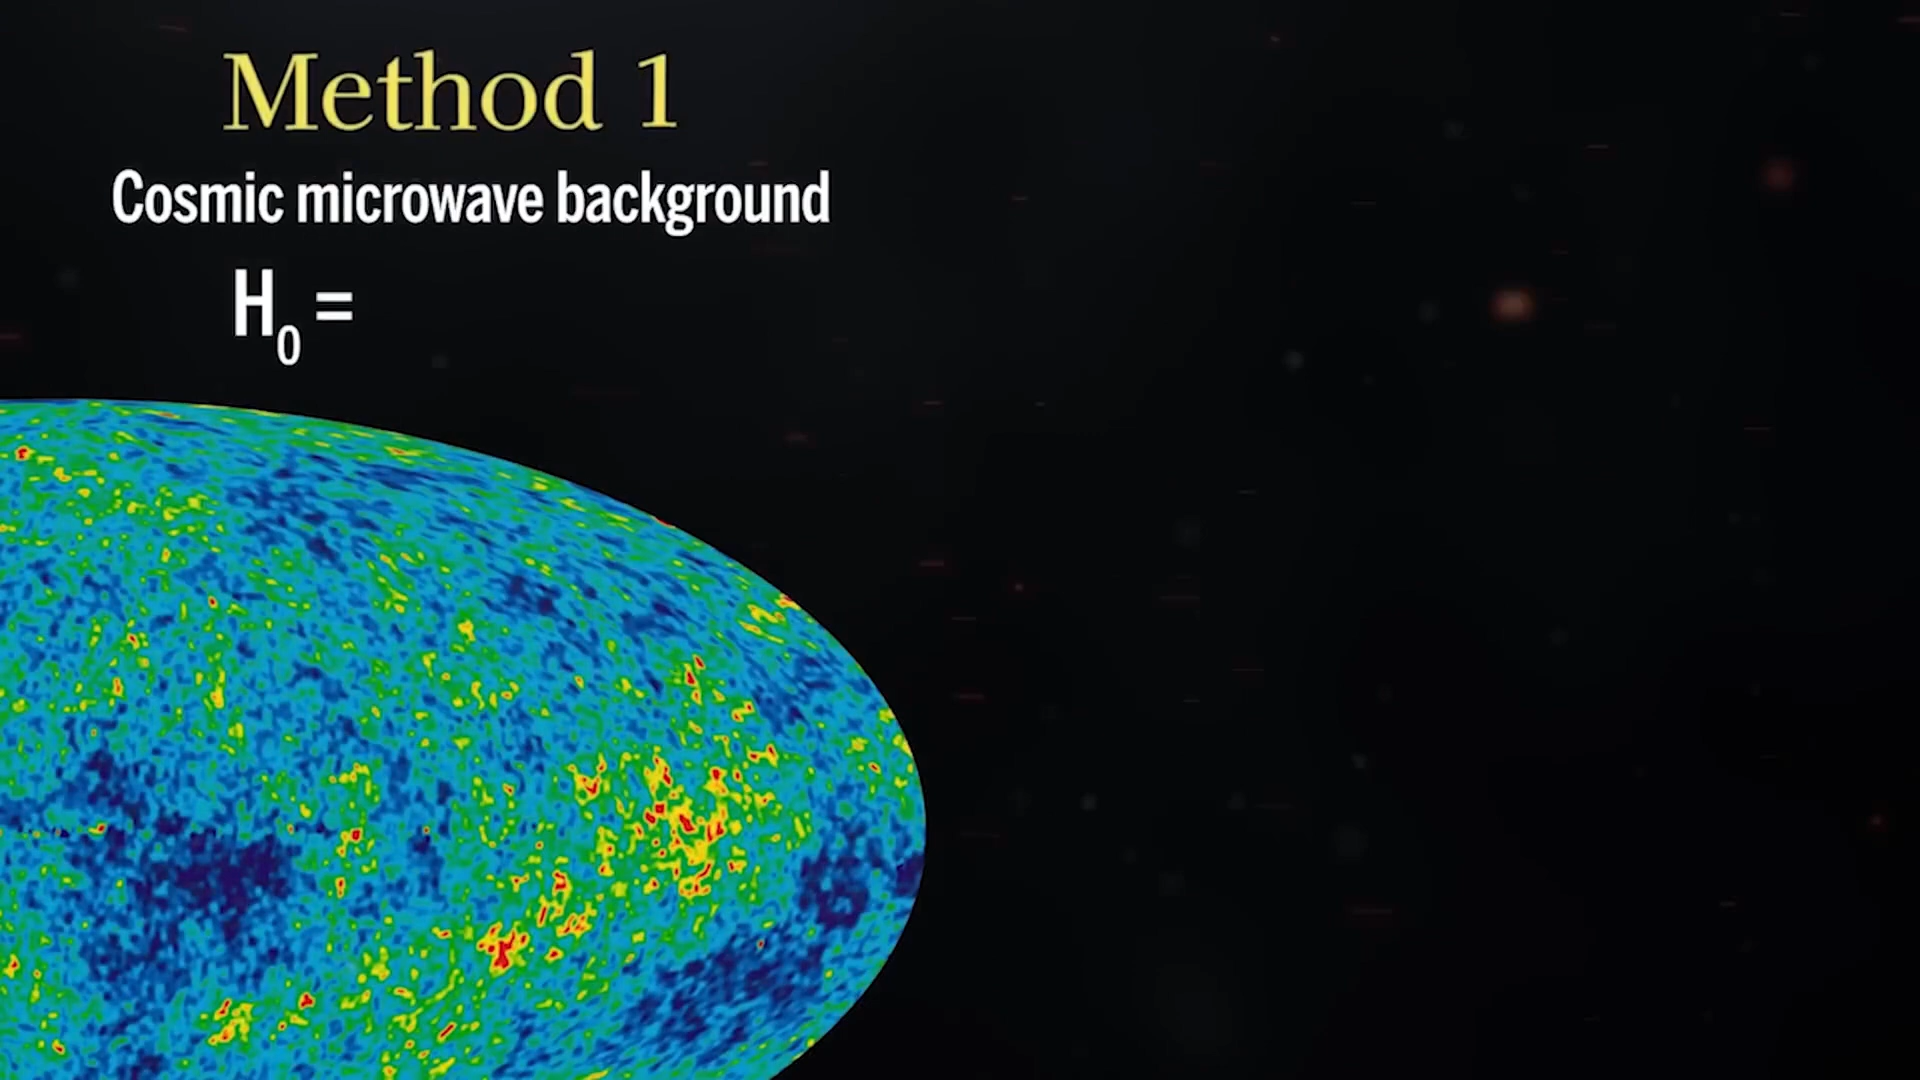 Method 1
Cosmic microwave background
H₀ =